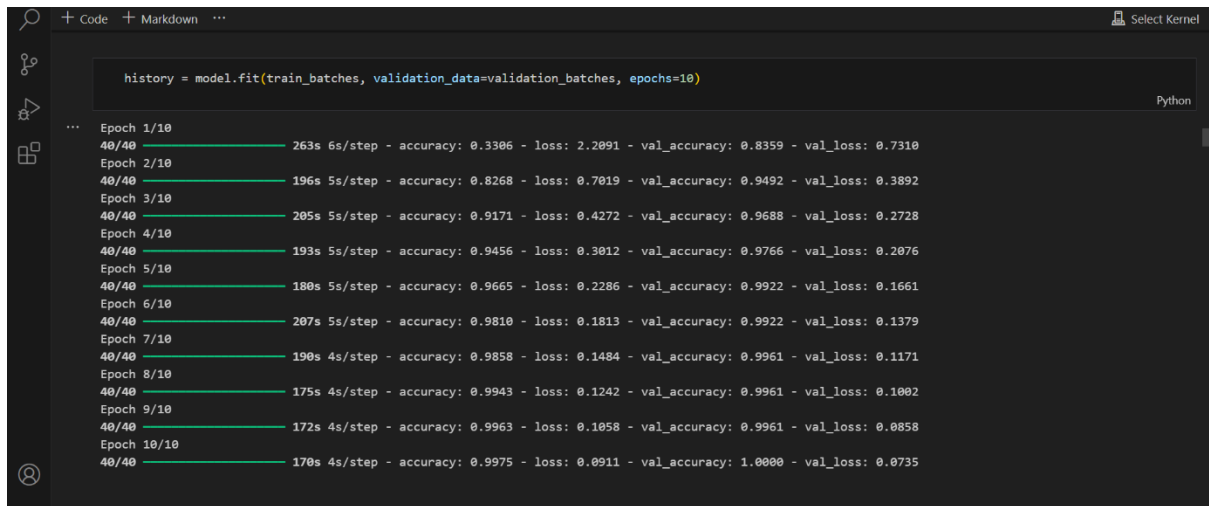 + Code + Markdown ···
Select Kernel
history = model.fit(train_batches, validation_data=validation_batches, epochs=10)
Python
··· Epoch 1/10
40/40 ━━━━━━━━━━━━━━━━━━━━ 263s 6s/step - accuracy: 0.3306 - loss: 2.2091 - val_accuracy: 0.8359 - val_loss: 0.7310
Epoch 2/10
40/40 ━━━━━━━━━━━━━━━━━━━━ 196s 5s/step - accuracy: 0.8268 - loss: 0.7019 - val_accuracy: 0.9492 - val_loss: 0.3892
Epoch 3/10
40/40 ━━━━━━━━━━━━━━━━━━━━ 205s 5s/step - accuracy: 0.9171 - loss: 0.4272 - val_accuracy: 0.9688 - val_loss: 0.2728
Epoch 4/10
40/40 ━━━━━━━━━━━━━━━━━━━━ 193s 5s/step - accuracy: 0.9456 - loss: 0.3012 - val_accuracy: 0.9766 - val_loss: 0.2076
Epoch 5/10
40/40 ━━━━━━━━━━━━━━━━━━━━ 180s 5s/step - accuracy: 0.9665 - loss: 0.2286 - val_accuracy: 0.9922 - val_loss: 0.1661
Epoch 6/10
40/40 ━━━━━━━━━━━━━━━━━━━━ 207s 5s/step - accuracy: 0.9810 - loss: 0.1813 - val_accuracy: 0.9922 - val_loss: 0.1379
Epoch 7/10
40/40 ━━━━━━━━━━━━━━━━━━━━ 190s 4s/step - accuracy: 0.9858 - loss: 0.1484 - val_accuracy: 0.9961 - val_loss: 0.1171
Epoch 8/10
40/40 ━━━━━━━━━━━━━━━━━━━━ 175s 4s/step - accuracy: 0.9943 - loss: 0.1242 - val_accuracy: 0.9961 - val_loss: 0.1002
Epoch 9/10
40/40 ━━━━━━━━━━━━━━━━━━━━ 172s 4s/step - accuracy: 0.9963 - loss: 0.1058 - val_accuracy: 0.9961 - val_loss: 0.0858
Epoch 10/10
40/40 ━━━━━━━━━━━━━━━━━━━━ 170s 4s/step - accuracy: 0.9975 - loss: 0.0911 - val_accuracy: 1.0000 - val_loss: 0.0735